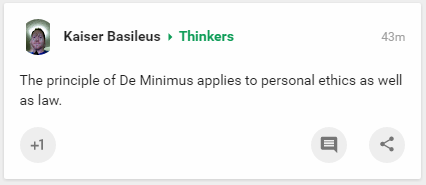 Kaiser Basileus ▸ Thinkers 43m
The principle of De Minimus applies to personal ethics as well
as law.
+1